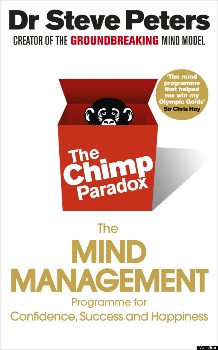 Dr Steve Peters
CREATOR OF THE GROUNDBREAKING MIND MODEL
'The mind
programme
that helped
me win my
Olympic Golds'
Sir Chris Hoy
The
Chimp
Paradox
The
MIND
MANAGEMENT
Programme for
Confidence, Success and Happiness